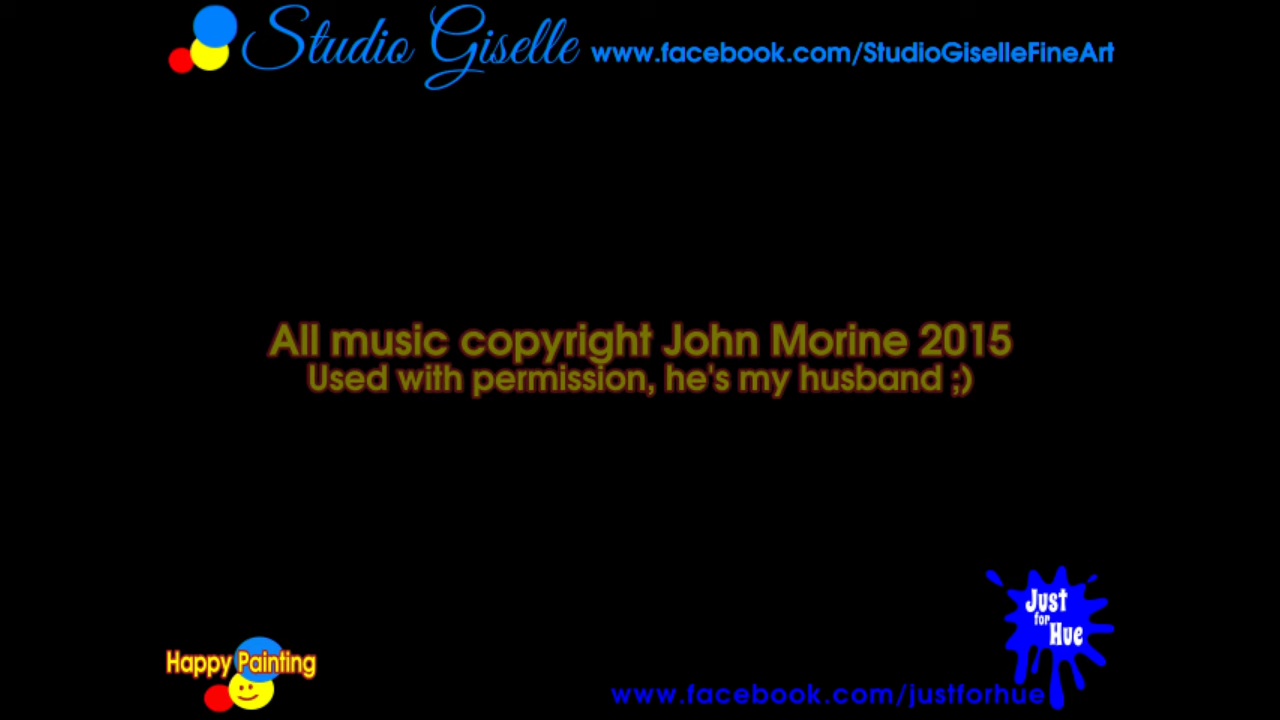 Studio Giselle www.facebook.com/StudioGiselleFineArt
All music copyright John Morine 2015
Used with permission, he's my husband ;)
Just
for
Hue
Happy Painting
www.facebook.com/justforhue